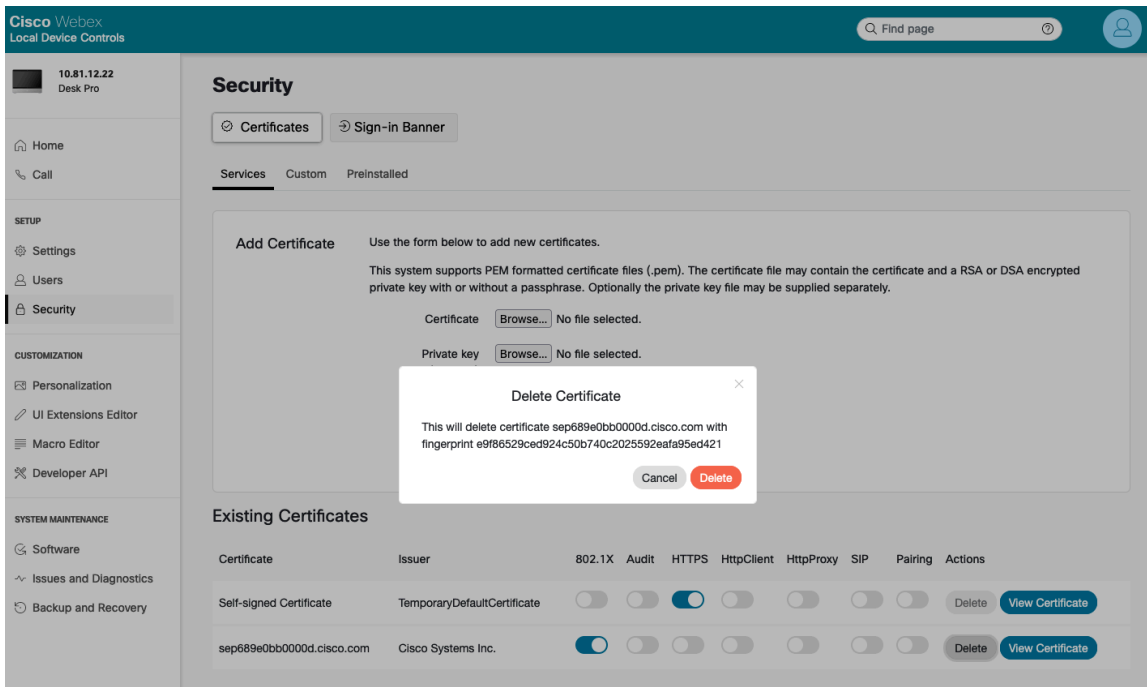 Cisco Webex
Local Device Controls
Find page
10.81.12.22
Desk Pro
Home
Call
SETUP
Settings
Users
Security
CUSTOMIZATION
Personalization
UI Extensions Editor
Macro Editor
Developer API
SYSTEM MAINTENANCE
Software
Issues and Diagnostics
Backup and Recovery
Security
Certificates Sign-in Banner
Services Custom Preinstalled
Add Certificate Use the form below to add new certificates.
This system supports PEM formatted certificate files (.pem). The certificate file may contain the certificate and a RSA or DSA encrypted
private key with or without a passphrase. Optionally the private key file may be supplied separately.
Certificate Browse... No file selected.
Private key Browse... No file selected.
Delete Certificate
This will delete certificate sep689e0bb0000d.cisco.com with
fingerprint e9f86529ced924c50b740c2025592eafa95ed421
Cancel Delete
Existing Certificates
Certificate Issuer 802.1X Audit HTTPS HttpClient HttpProxy SIP Pairing Actions
Self-signed Certificate TemporaryDefaultCertificate Delete View Certificate
sep689e0bb0000d.cisco.com Cisco Systems Inc. Delete View Certificate